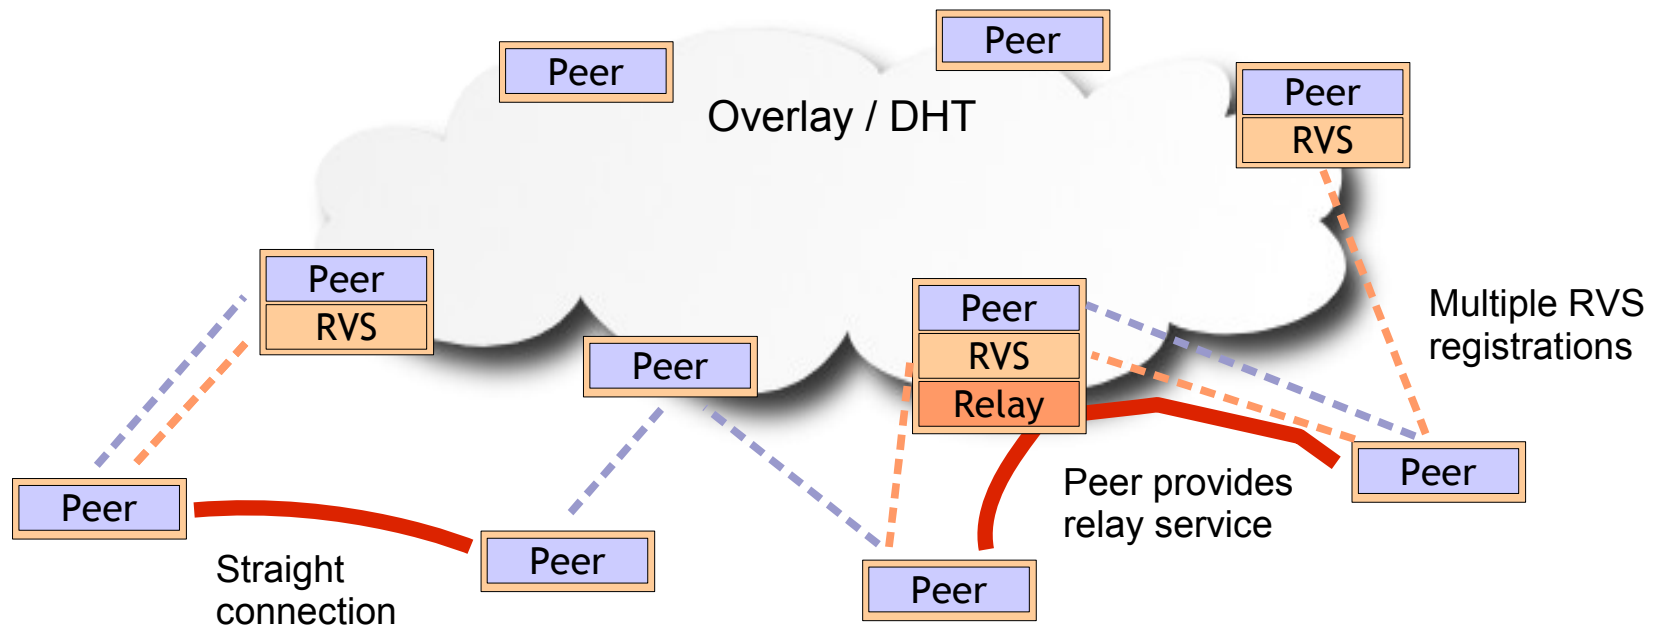 Peer
Peer
Overlay / DHT
Peer
RVS
Peer
RVS
Peer
RVS
Relay
Multiple RVS
registrations
Peer
Peer
Peer provides
relay service
Peer
Straight
connection
Peer
Peer